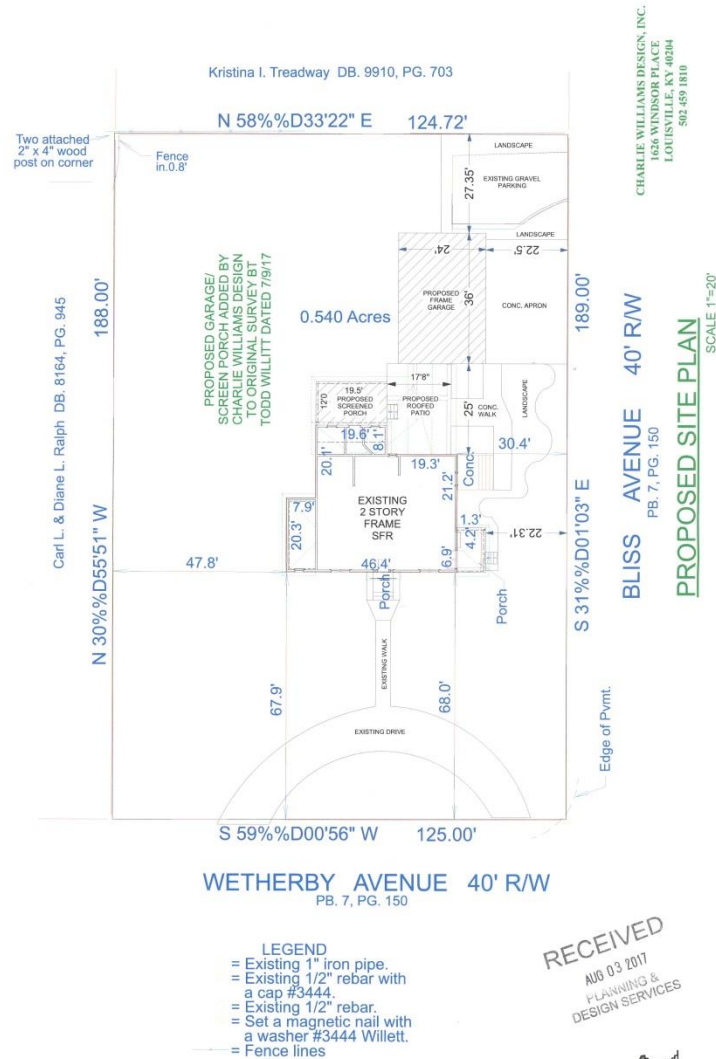 Kristina I. Treadway DB. 9910, PG. 703
CHARLIE WILLIAMS DESIGN, INC.
1626 WINDSOR PLACE
LOUISVILLE, KY 40204
502 459 1810
N 58%%D33'22" E 124.72'
Two attached
2" x 4" wood
post on corner
Fence
in.0.8'
LANDSCAPE
EXISTING GRAVEL
PARKING
27.35'
LANDSCAPE
24'
22.5'
PROPOSED
FRAME
GARAGE
36'
CONC. APRON
Carl L. & Diane L. Ralph DB. 8164, PG. 945
188.00'
N 30%%D55'51" W
PROPOSED GARAGE/
SCREEN PORCH ADDED BY
CHARLIE WILLIAMS DESIGN
TO ORIGINAL SURVEY BT
TODD WILLITT DATED 7/9/17
0.540 Acres
189.00'
S 31%%D01'03" E
BLISS AVENUE 40' R/W
PB. 7, PG. 150
PROPOSED SITE PLAN
SCALE 1"=20'
17'8"
12'0
19.5'
PROPOSED
SCREENED
PORCH
PROPOSED
ROOFED
PATIO
25'
CONC.
WALK
LANDSCAPE
19.6'
8.1'
30.4'
20.1'
19.3'
Conc.
21.2'
EXISTING
2 STORY
FRAME
SFR
7.9'
20.3'
1.3'
4.2'
22.31'
47.8'
46.4'
6.9'
Porch
Porch
EXISTING WALK
67.9'
68.0'
EXISTING DRIVE
Edge of Pvmt.
S 59%%D00'56" W 125.00'
WETHERBY AVENUE 40' R/W
PB. 7, PG. 150
LEGEND
= Existing 1" iron pipe.
= Existing 1/2" rebar with
a cap #3444.
= Existing 1/2" rebar.
= Set a magnetic nail with
a washer #3444 Willett.
= Fence lines
RECEIVED
AUG 03 2017
PLANNING &
DESIGN SERVICES